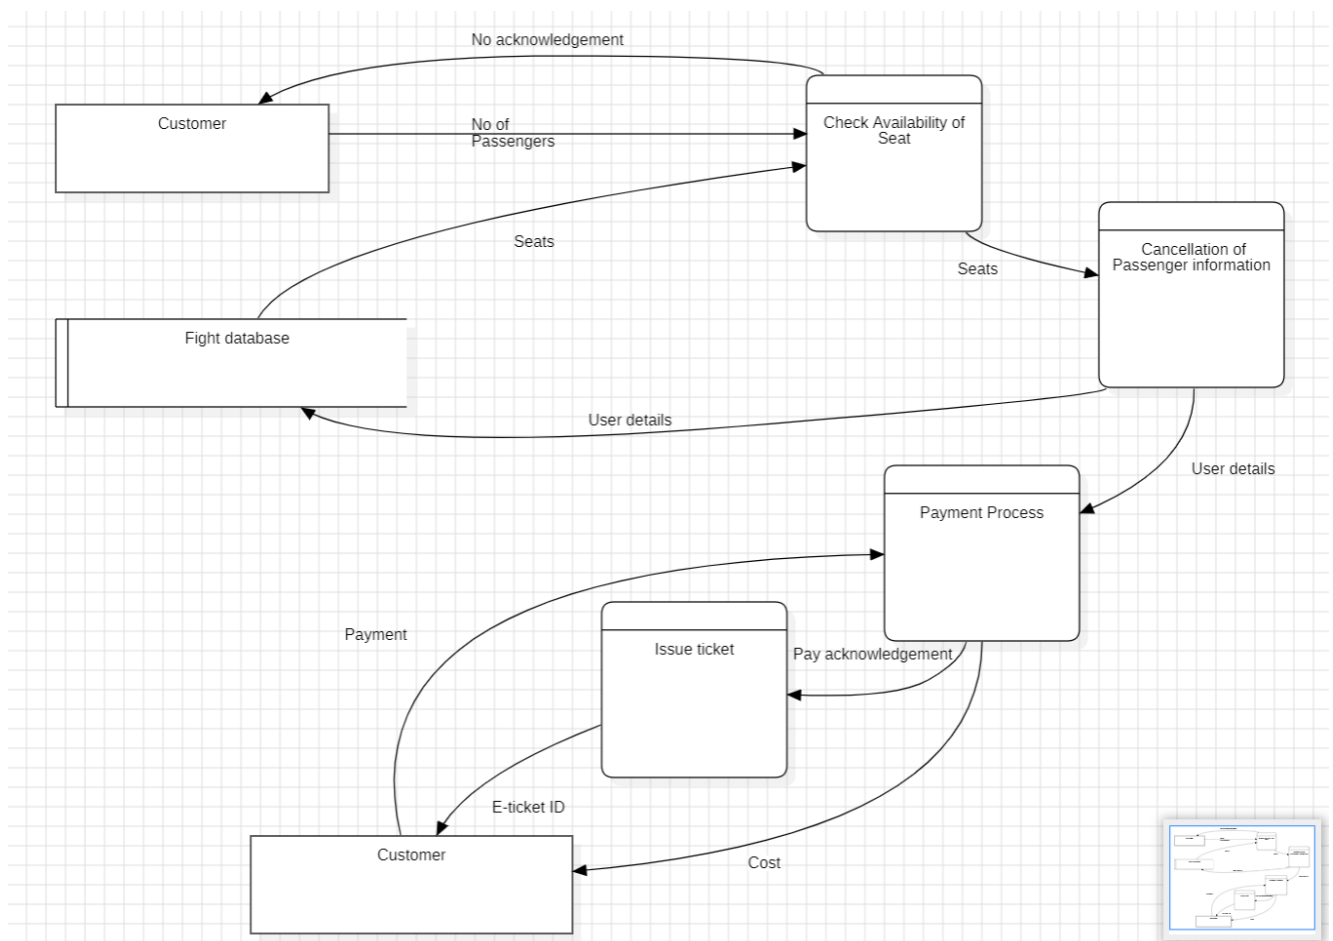 No acknowledgement
Customer
No of
Passengers
Check Availability of
Seat
Seats
Seats
Cancellation of
Passenger information
Fight database
User details
User details
Payment Process
Payment
Issue ticket
Pay acknowledgement
E-ticket ID
Customer
Cost